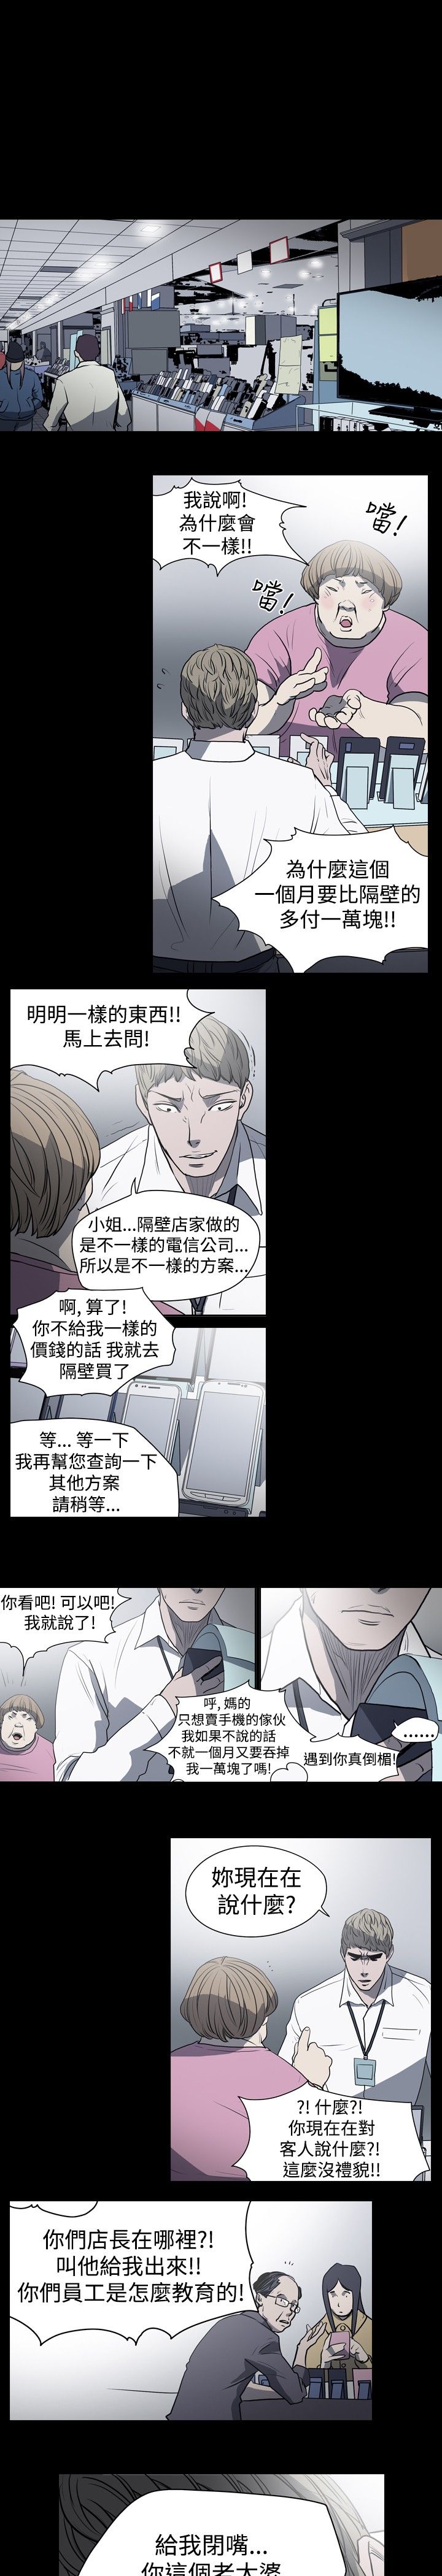 我說啊!
為什麼會
不一樣!!
噹!
噹!
為什麼這個
一個月要比隔壁的
多付一萬塊!!
明明一樣的東西!!
馬上去問!
小姐...隔壁店家做的
是不一樣的電信公司...
所以是不一樣的方案...
啊, 算了!
你不給我一樣的
價錢的話 我就去
隔壁買了
等... 等一下
我再幫您查詢一下
其他方案
請稍等...
你看吧! 可以吧!
我就說了!
呼, 媽的
只想賣手機的傢伙
我如果不說的話
不就一個月又要吞掉
我一萬塊了嗎!
......
遇到你真倒楣!
妳現在在
說什麼?
?! 什麼?!
你現在在對
客人說什麼?!
這麼沒禮貌!!
你們店長在哪裡?!
叫他給我出來!!
你們員工是怎麼教育的!
給我閉嘴...
你這個老太婆